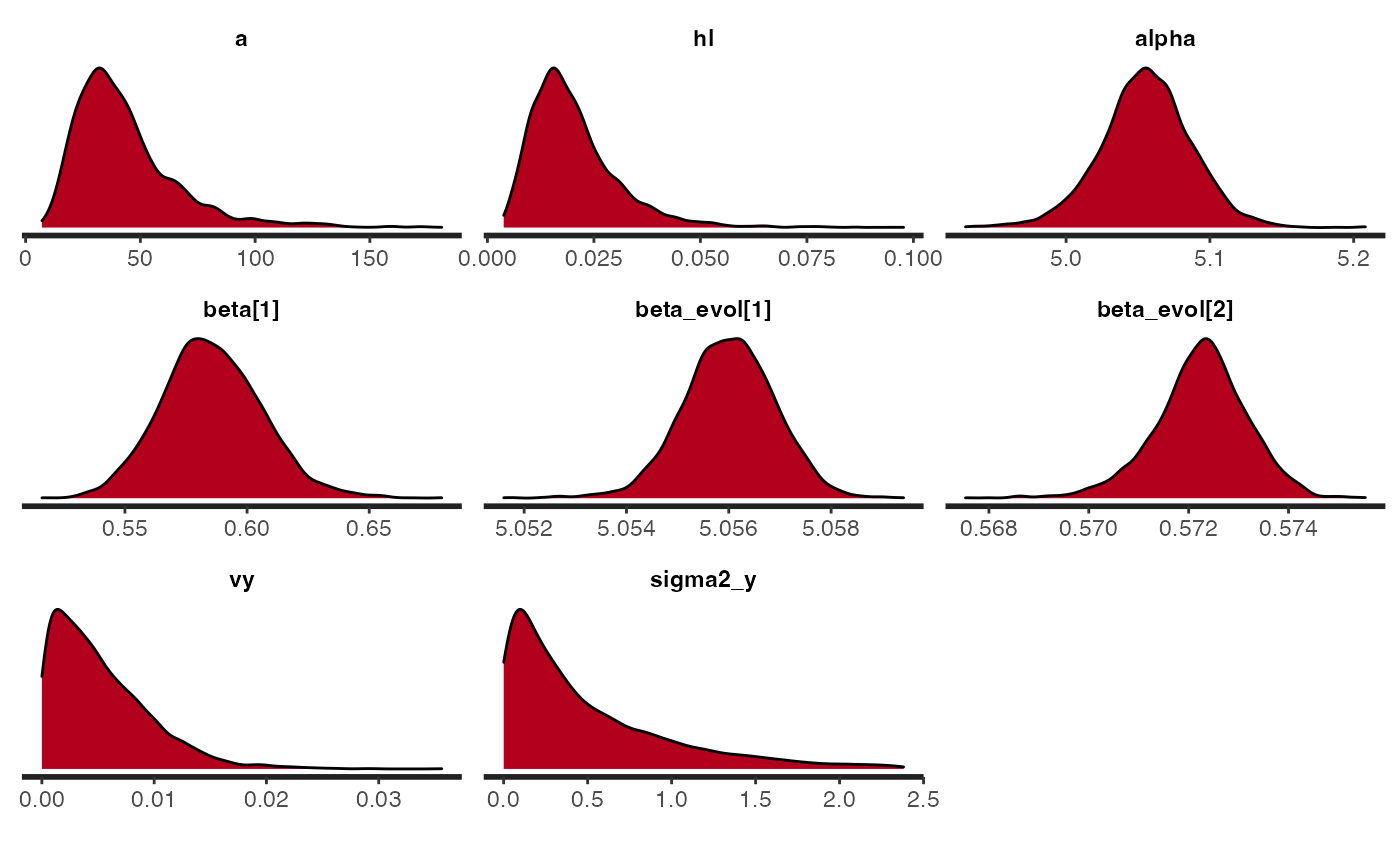 a hl alpha
0 50 100 150 0.000 0.025 0.050 0.075 0.100 5.0 5.1 5.2
beta[1] beta_evol[1] beta_evol[2]
0.55 0.60 0.65 5.052 5.054 5.056 5.058 0.568 0.570 0.572 0.574
vy sigma2_y
0.00 0.01 0.02 0.03 0.0 0.5 1.0 1.5 2.0 2.5